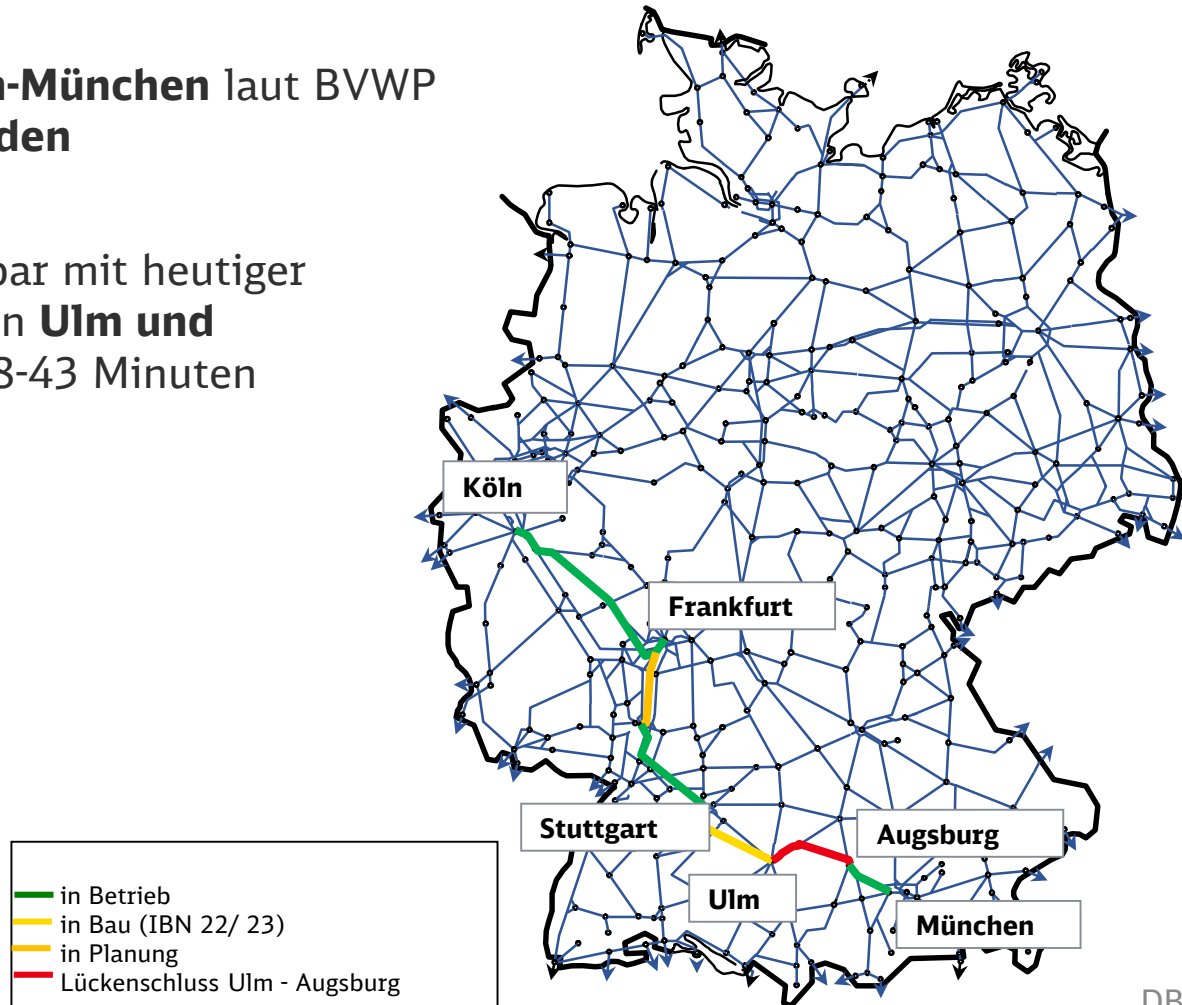 n-München laut BVWP
den
bar mit heutiger
n Ulm und
8-43 Minuten
Köln
Frankfurt
Stuttgart
Augsburg
Ulm
München
in Betrieb
in Bau (IBN 22/ 23)
in Planung
Lückenschluss Ulm - Augsburg
DB